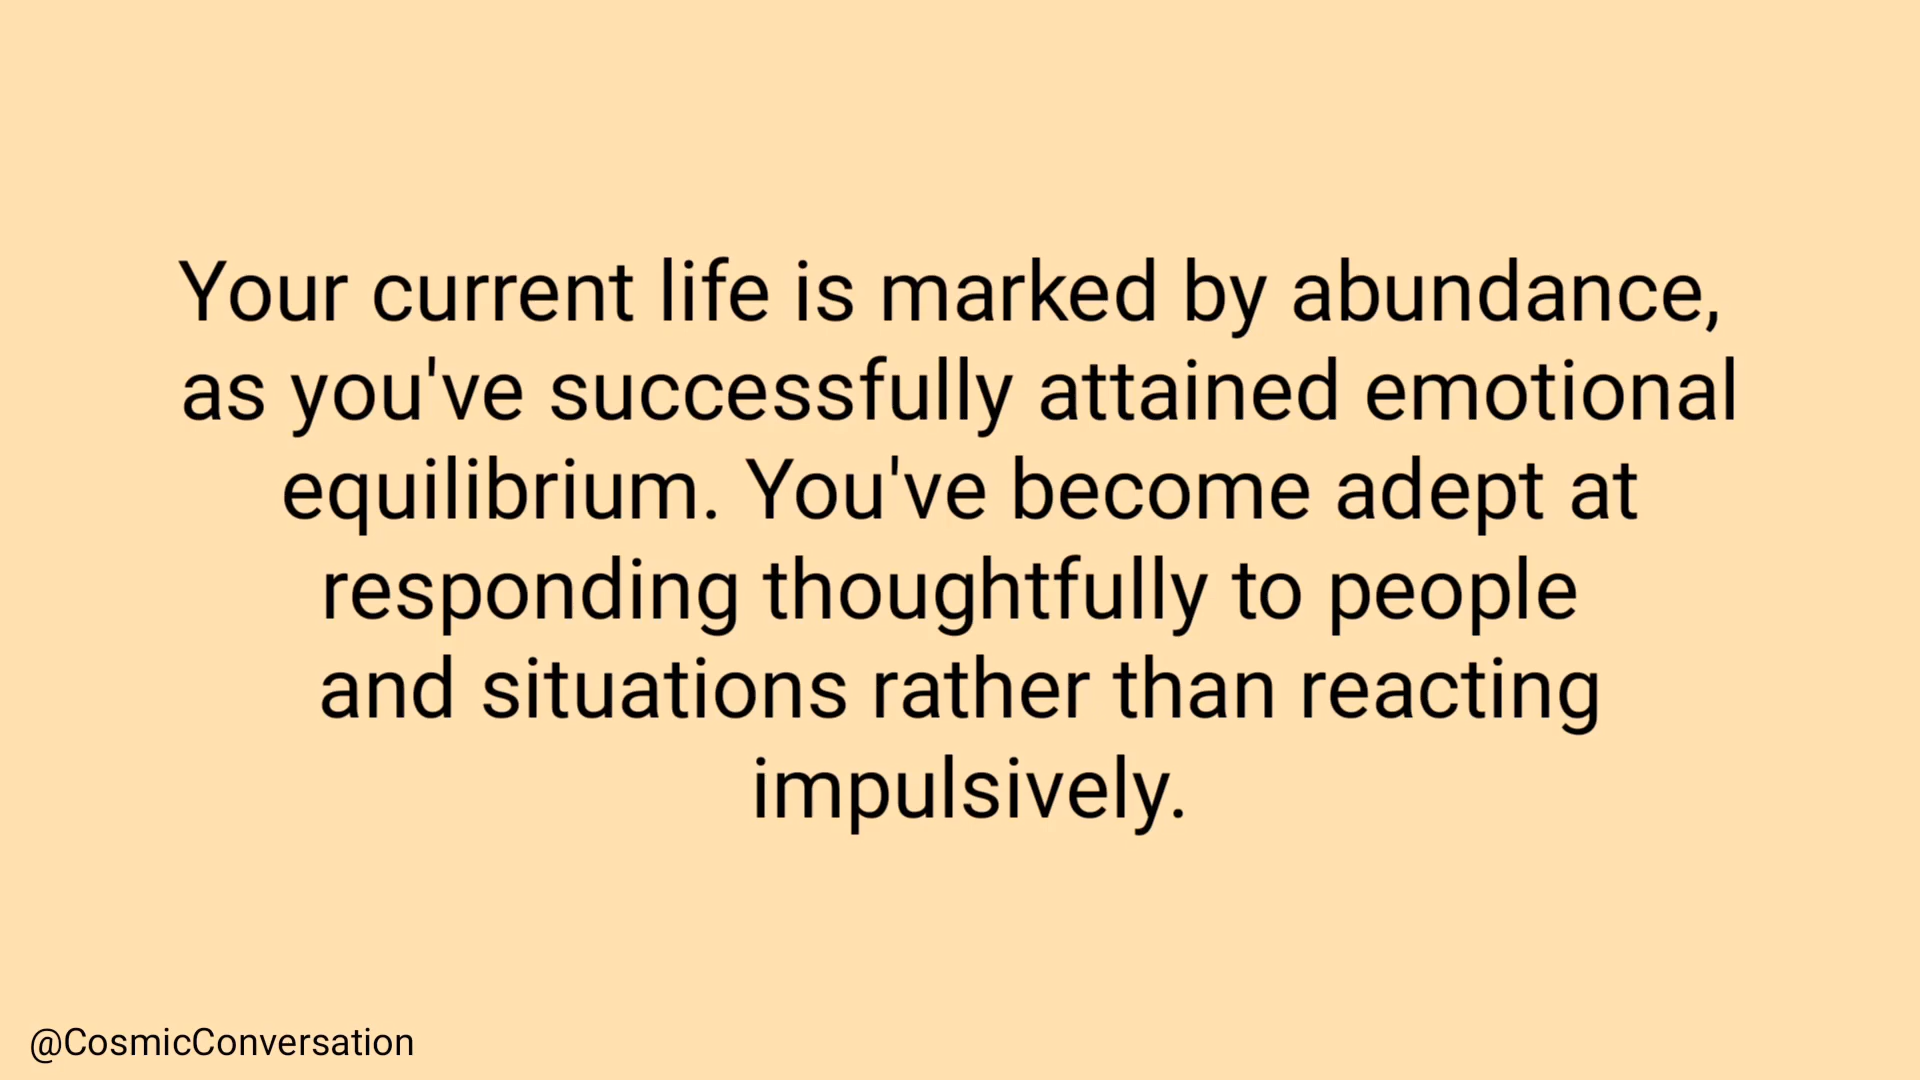 Your current life is marked by abundance,
as you've successfully attained emotional
equilibrium. You've become adept at
responding thoughtfully to people
and situations rather than reacting
impulsively.
@CosmicConversation